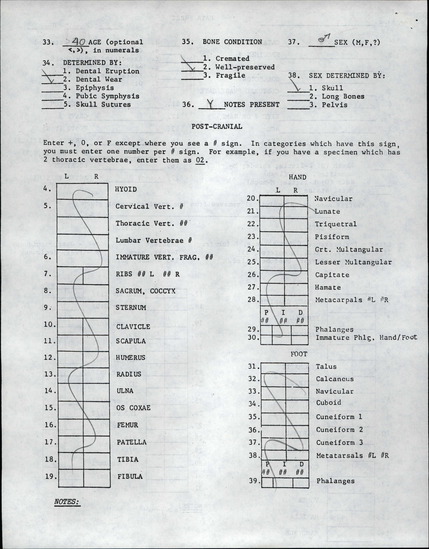 33. 40 AGE (optional <,>), in numerals
34. DETERMINED BY:
1. Dental Eruption
2. Dental Wear
3. Epiphysis
4. Pubic Symphysis
5. Skull Sutures
35. BONE CONDITION
1. Cremated
2. Well-preserved
3. Fragile
36. Y NOTES PRESENT
37. SEX (M,F,?)
38. SEX DETERMINED BY:
1. Skull
2. Long Bones
3. Pelvis
POST-CRANIAL
Enter +, 0, or F except where you see a # sign. In categories which have this sign,
you must enter one number per # sign. For example, if you have a specimen which has
2 thoracic vertebrae, enter them as 02.
L R
4. HYOID
5. Cervical Vert. #
Thoracic Vert. ##
Lumbar Vertebrae #
6. IMMATURE VERT. FRAG. ##
7. RIBS ## L ## R
8. SACRUM, COCCYX
9. STERNUM
10. CLAVICLE
11. SCAPULA
12. HUMERUS
13. RADIUS
14. ULNA
15. OS COXAE
16. FEMUR
17. PATELLA
18. TIBIA
19. FIBULA
NOTES:
HAND
L R
20. Navicular
21. Lunate
22. Triquetral
23. Pisiform
24. Grt. Multangular
25. Lesser Multangular
26. Capitate
27. Hamate
28. Metacarpals #L #R
P I D
## ## ##
29. Phalanges
30. Immature Phlg. Hand/Foot
FOOT
31. Talus
32. Calcaneus
33. Navicular
34. Cuboid
35. Cuneiform 1
36. Cuneiform 2
37. Cuneiform 3
38. Metatarsals #L #R
P I D
## ## ##
39. Phalanges